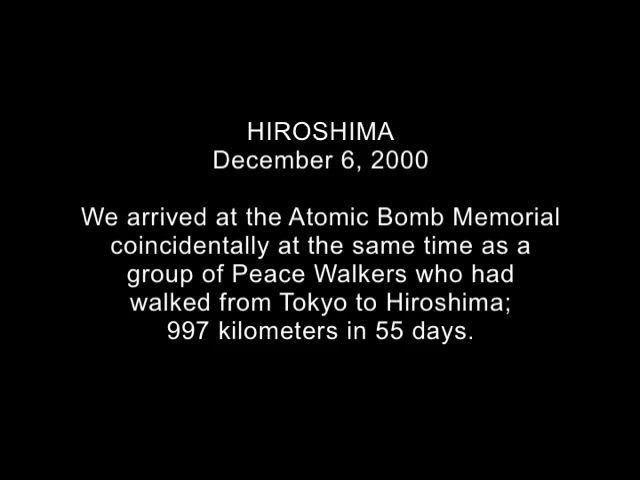 HIROSHIMA
December 6, 2000
We arrived at the Atomic Bomb Memorial
coincidentally at the same time as a
group of Peace Walkers who had
walked from Tokyo to Hiroshima;
997 kilometers in 55 days.